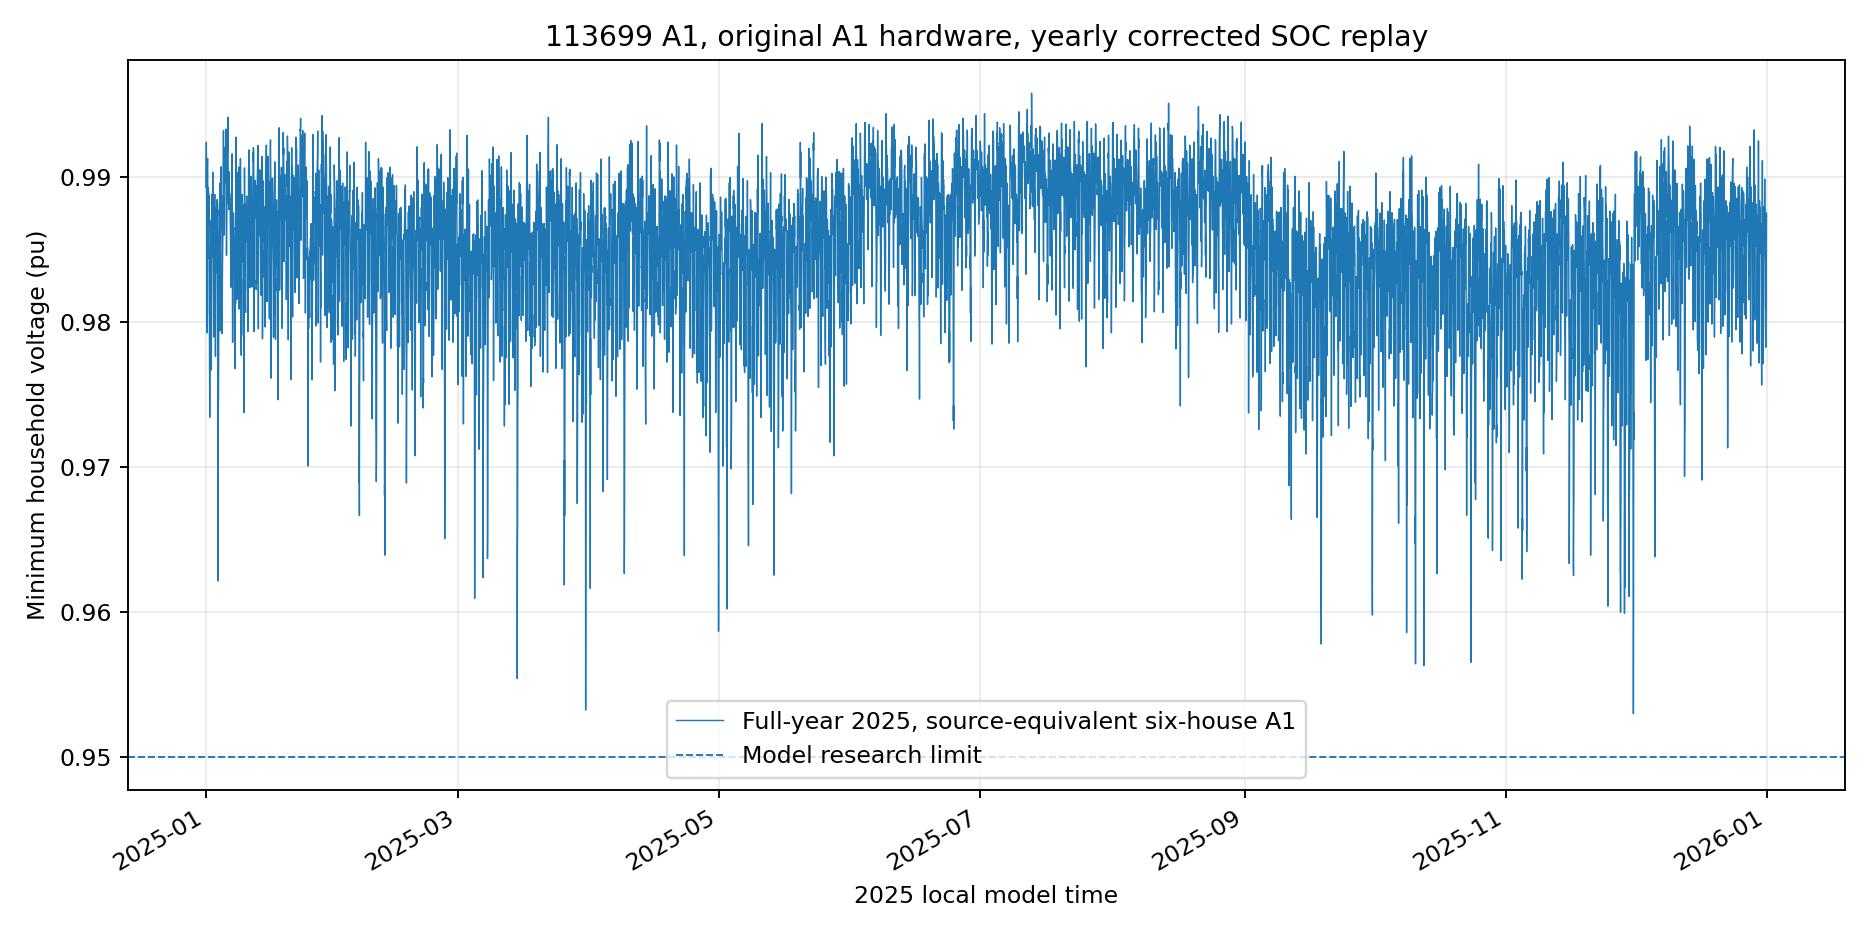 113699 A1, original A1 hardware, yearly corrected SOC replay
Minimum household voltage (pu)
0.99
0.98
0.97
0.96
0.95
Full-year 2025, source-equivalent six-house A1
Model research limit
2025-01
2025-03
2025-05
2025-07
2025-09
2025-11
2026-01
2025 local model time